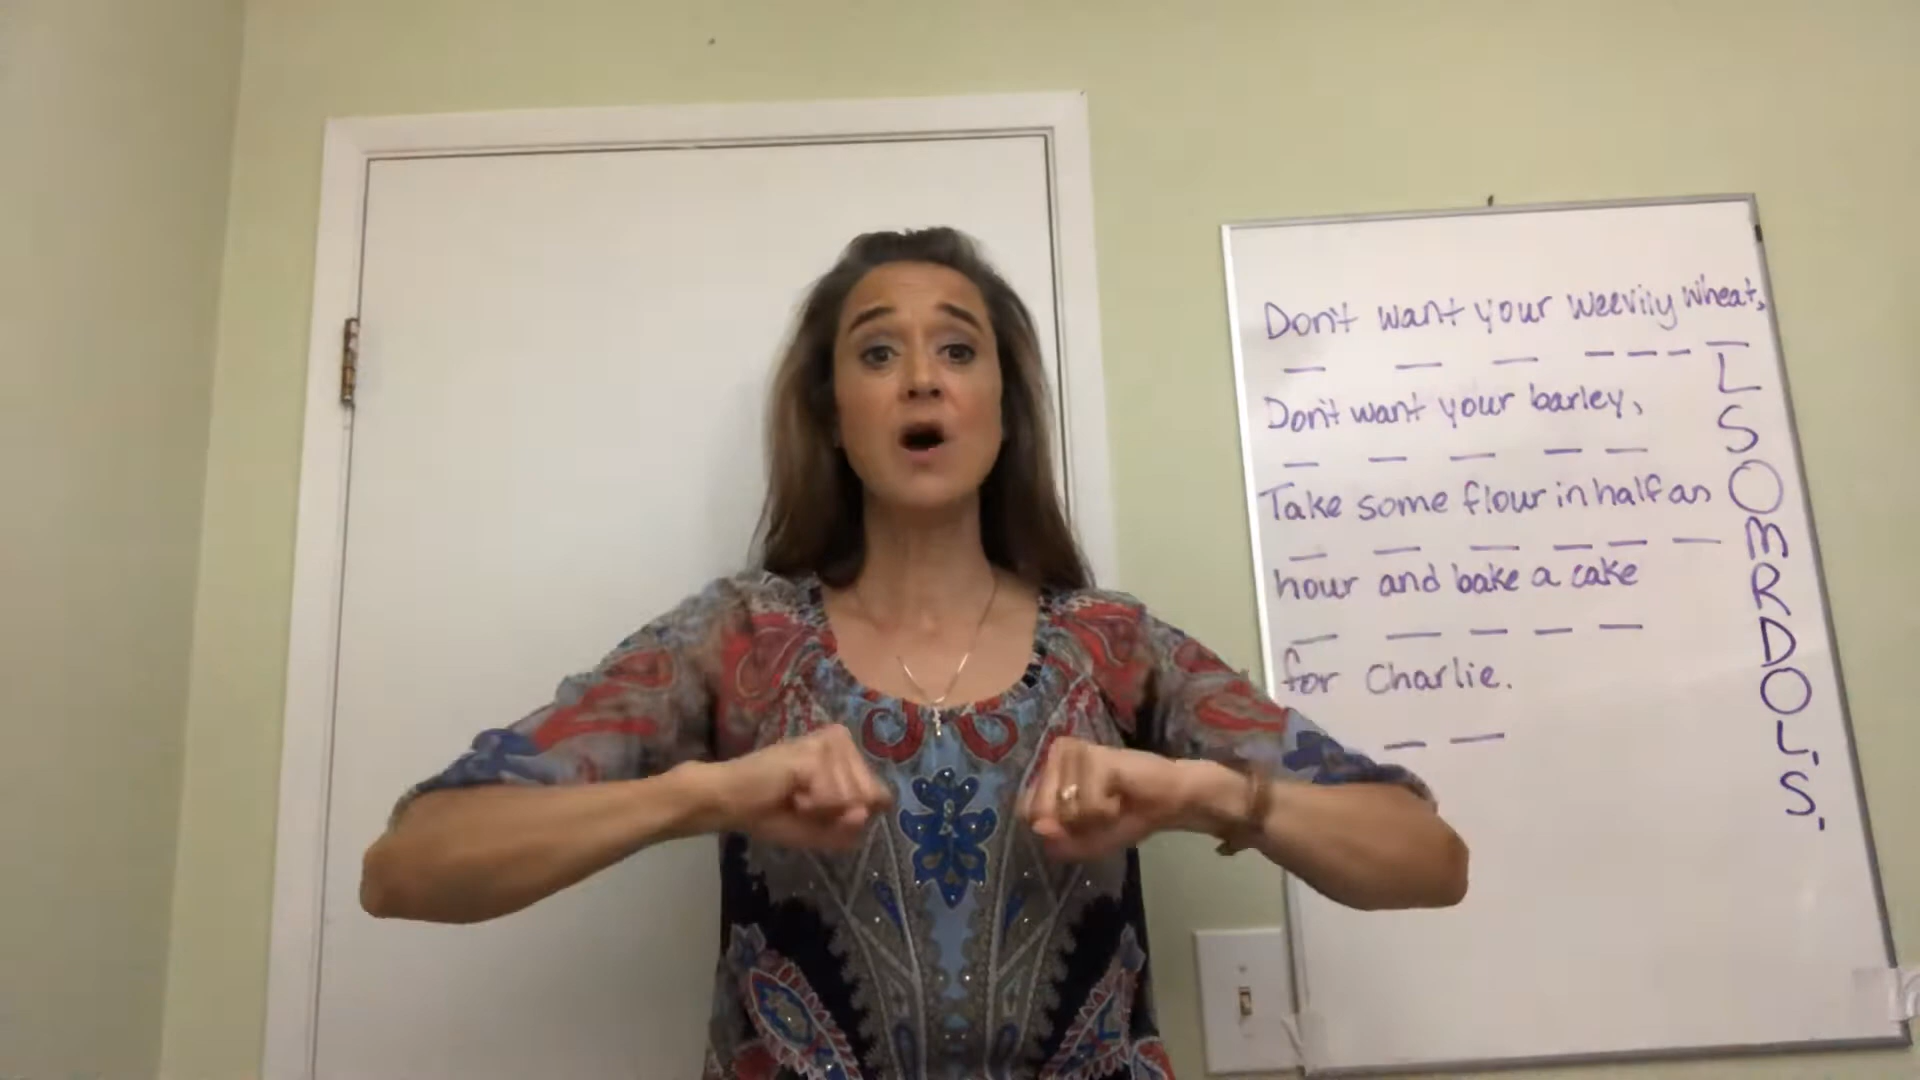 Don't want your weevily wheat,
Don't want your barley,
Take some flour in half an
hour and bake a cake
for Charlie.
L
S
O
m
R
D
O
L
S